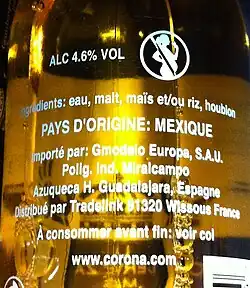 ALC 4.6% VOL
Ingrédients: eau, malt, maïs et/ou riz, houblon
PAYS D'ORIGINE: MEXIQUE
Importé par: Gmodelo Europa, S.A.U.
Polig. Ind. Miralcampo
Azuqueca H. Guadalajara, Espagne
Distribué par Tradelink 91320 Wissous France
À consommer avant fin: voir col
www.corona.com